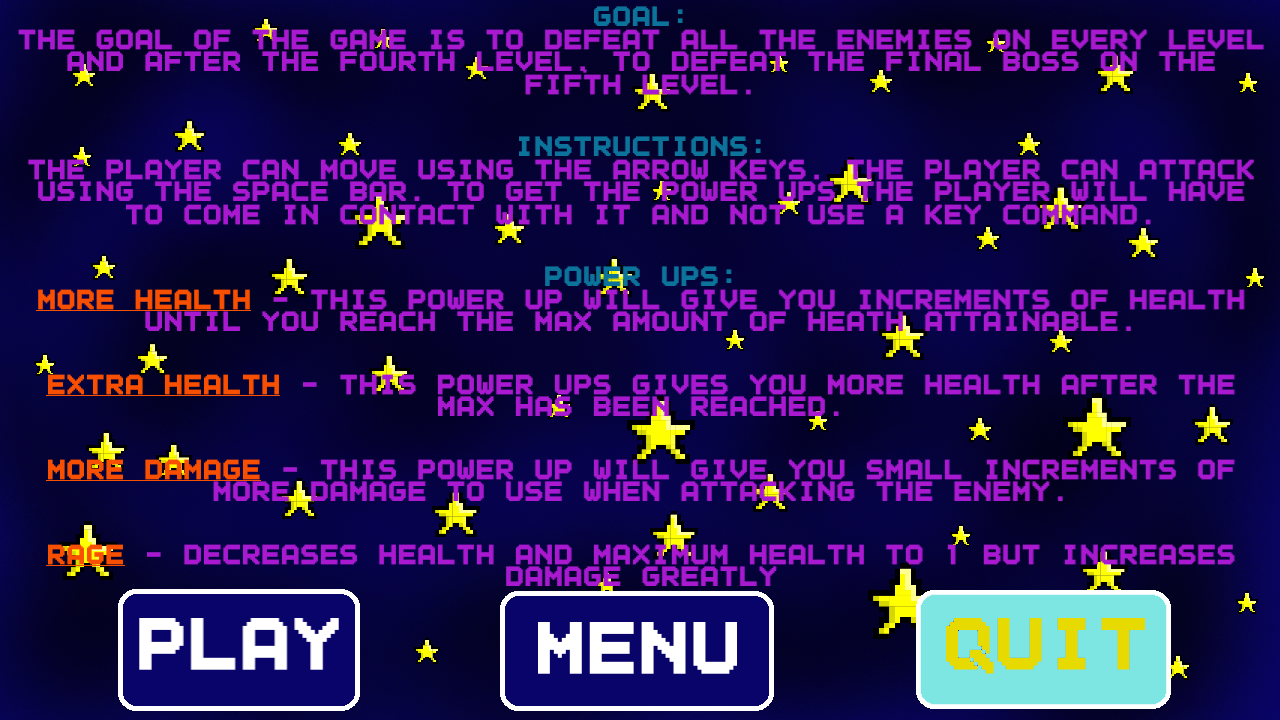 GOAL:
THE GOAL OF THE GAME IS TO DEFEAT ALL THE ENEMIES ON EVERY LEVEL
AND AFTER THE FOURTH LEVEL, TO DEFEAT THE FINAL BOSS ON THE
FIFTH LEVEL.
INSTRUCTIONS:
THE PLAYER CAN MOVE USING THE ARROW KEYS. THE PLAYER CAN ATTACK
USING THE SPACE BAR. TO GET THE POWER UPS THE PLAYER WILL HAVE
TO COME IN CONTACT WITH IT AND NOT USE A KEY COMMAND.
POWER UPS:
MORE HEALTH - THIS POWER UP WILL GIVE YOU INCREMENTS OF HEALTH
UNTIL YOU REACH THE MAX AMOUNT OF HEATH ATTAINABLE.
EXTRA HEALTH - THIS POWER UPS GIVES YOU MORE HEALTH AFTER THE
MAX HAS BEEN REACHED.
MORE DAMAGE - THIS POWER UP WILL GIVE YOU SMALL INCREMENTS OF
MORE DAMAGE TO USE WHEN ATTACKING THE ENEMY.
RAGE - DECREASES HEALTH AND MAXIMUM HEALTH TO 1 BUT INCREASES
DAMAGE GREATLY
PLAY MENU QUIT